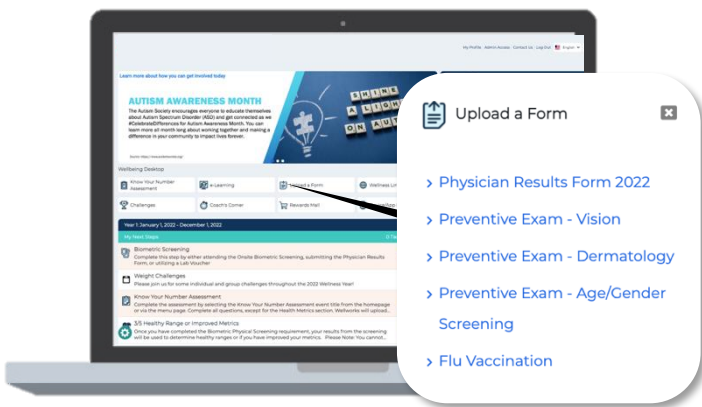 My Profile Admin Access Contact Us Log Out English
Learn more about how you can get involved today
AUTISM AWARENESS MONTH
The Autism Society encourages everyone to educate themselves
about Autism Spectrum Disorder (ASD) and get connected as we
#CelebrateDifferences for Autism Awareness Month. You can
learn more all month long about working together and making a
difference in your community to impact lives forever.
SHINE
A LIGH
ON AUT
Wellbeing Desktop
Know Your Number
Assessment
e-Learning
Upload a Form
Wellness
Challenges
Coach's Corner
Rewards Mall
Year 1: January 1, 2022 - December 1, 2022
My Next Steps
Biometric Screening
Complete this step by either attending the Onsite Biometric Screening, submitting the Physician Results
Form, or utilizing a Lab Voucher
Weight Challenges
Please join us for some individual and group challenges throughout the 2022 Wellness Year!
Know Your Number Assessment
Complete the assessment by selecting the Know Your Number Assessment event title from the homepage
or via the menu page. Complete all questions, except for the Health Metrics section. Wellworks will upload...
3/5 Healthy Range or Improved Metrics
Once you have completed the Biometric Physical Screening requirement, your results from the screening
will be used to determine healthy ranges or if you have improved your metrics. Please Note: You cannot...
Upload a Form
Physician Results Form 2022
Preventive Exam - Vision
Preventive Exam - Dermatology
Preventive Exam - Age/Gender
Screening
Flu Vaccination